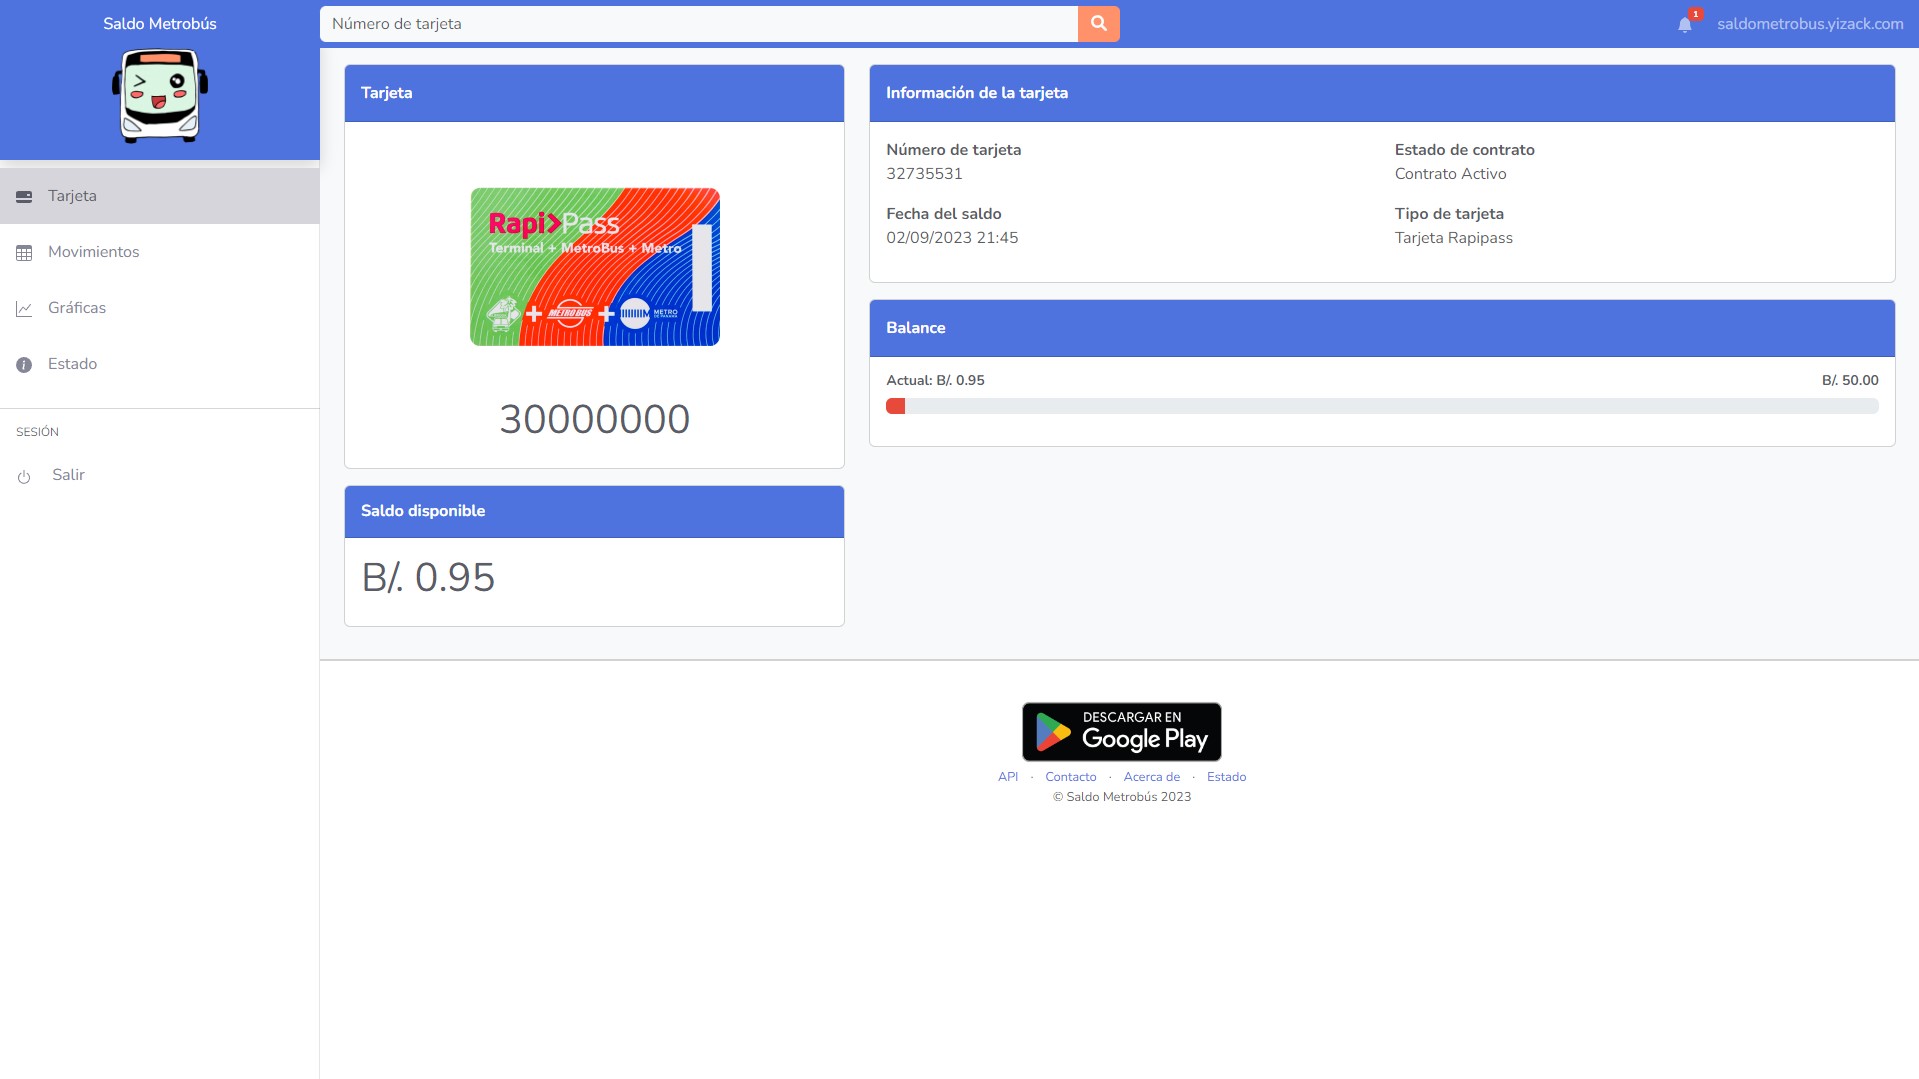 Saldo Metrobús
Número de tarjeta
1
saldometrobus.yizack.com
Tarjeta
Movimientos
Gráficas
Estado
SESIÓN
Salir
Tarjeta
Rapi>Pass
Terminal + MetroBus + Metro
METROBUS
METRO
DE PANAMÁ
30000000
Saldo disponible
B/. 0.95
Información de la tarjeta
Número de tarjeta
32735531
Estado de contrato
Contrato Activo
Fecha del saldo
02/09/2023 21:45
Tipo de tarjeta
Tarjeta Rapipass
Balance
Actual: B/. 0.95
B/. 50.00
DESCARGAR EN
Google Play
API · Contacto · Acerca de · Estado
© Saldo Metrobús 2023